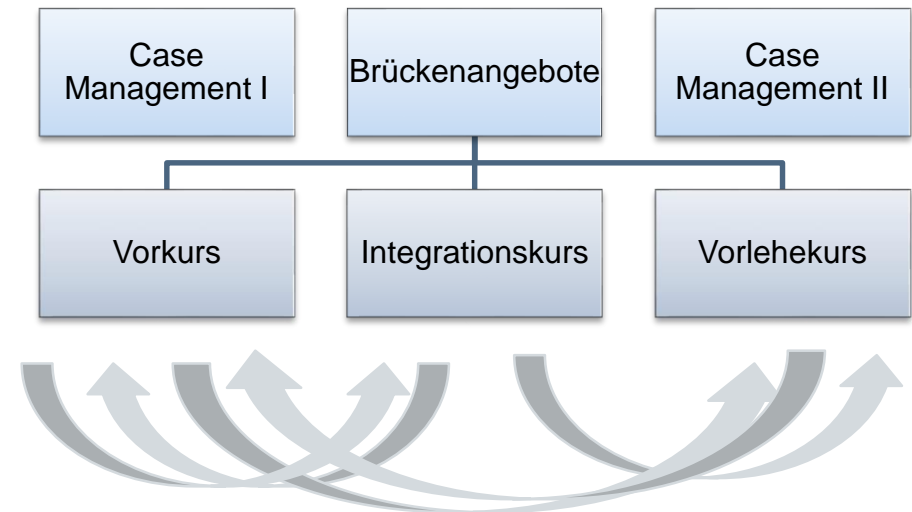 Case
Management I
Brückenangebote
Case
Management II
Vorkurs
Integrationskurs
Vorlehekurs